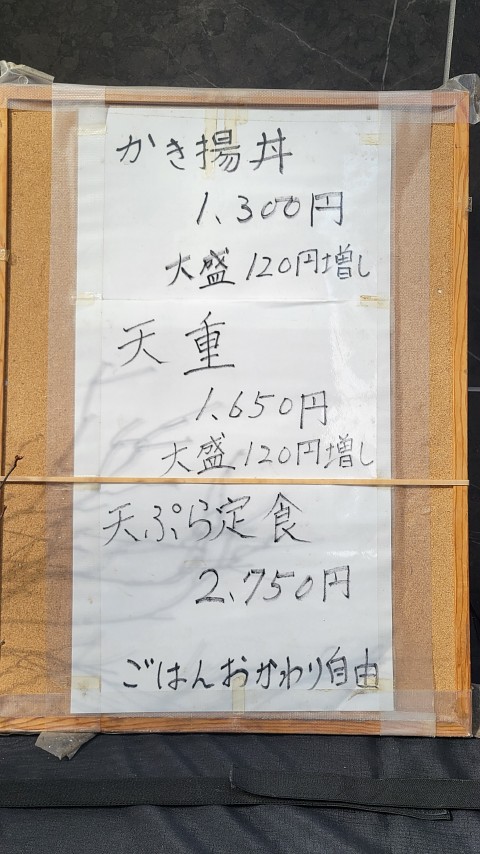 かき揚丼
1,300円
大盛120円増し
天重
1,650円
大盛120円増し
天ぷら定食
2,750円
ごはんおかわり自由